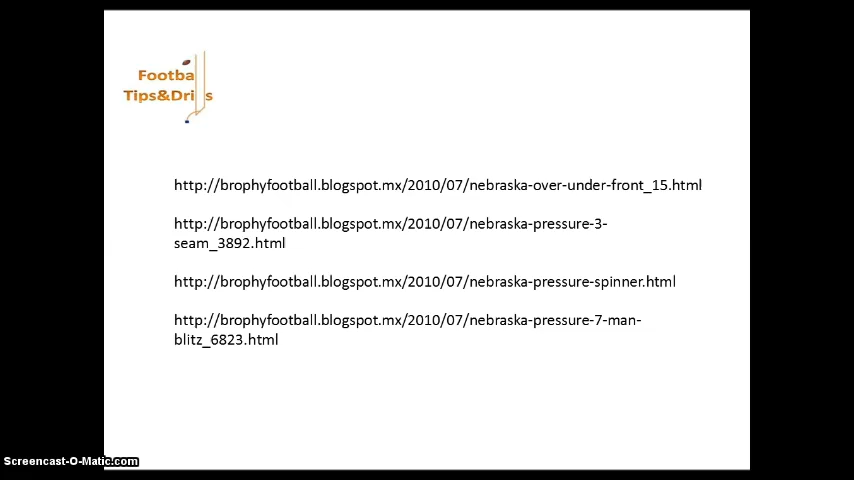 Footba
Tips&Dri s
http://brophyfootball.blogspot.mx/2010/07/nebraska-over-under-front_15.html
http://brophyfootball.blogspot.mx/2010/07/nebraska-pressure-3-
seam_3892.html
http://brophyfootball.blogspot.mx/2010/07/nebraska-pressure-spinner.html
http://brophyfootball.blogspot.mx/2010/07/nebraska-pressure-7-man-
blitz_6823.html
Screencast-O-Matic.com